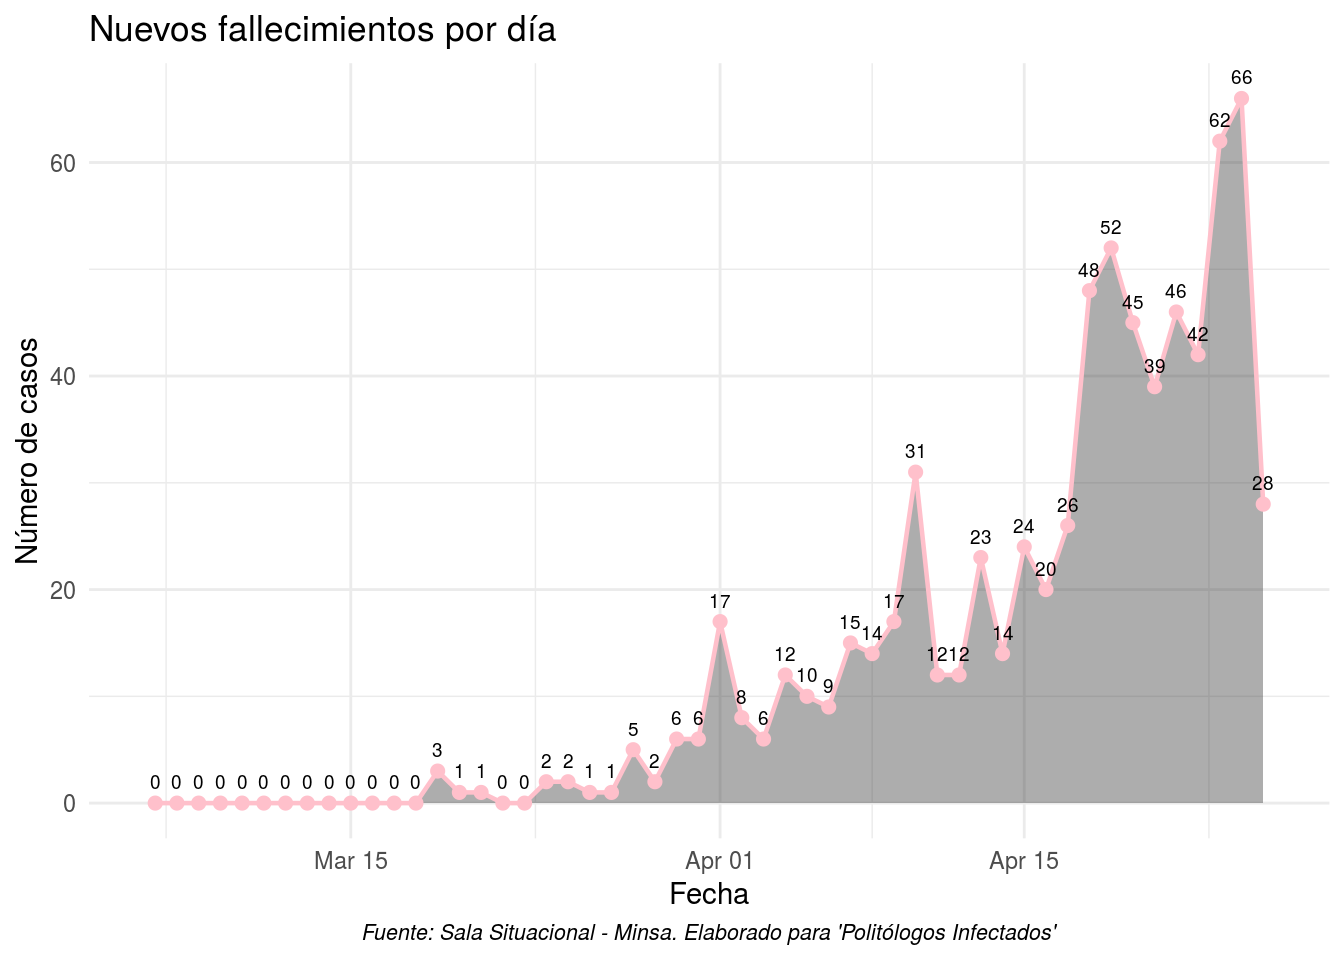 Nuevos fallecimientos por día
Número de casos
60
40
20
0
0 0 0 0 0 0 0 0 0 0 0 0 0 3 1 1 0 0 2 2 1 1 5 2 6 6 17 8 6 12 10 9 15 14 17 31 12 12 23 14 24 20 26 48 52 45 39 46 42 62 66 28
Mar 15 Apr 01 Apr 15
Fecha
Fuente: Sala Situacional - Minsa. Elaborado para 'Politólogos Infectados'